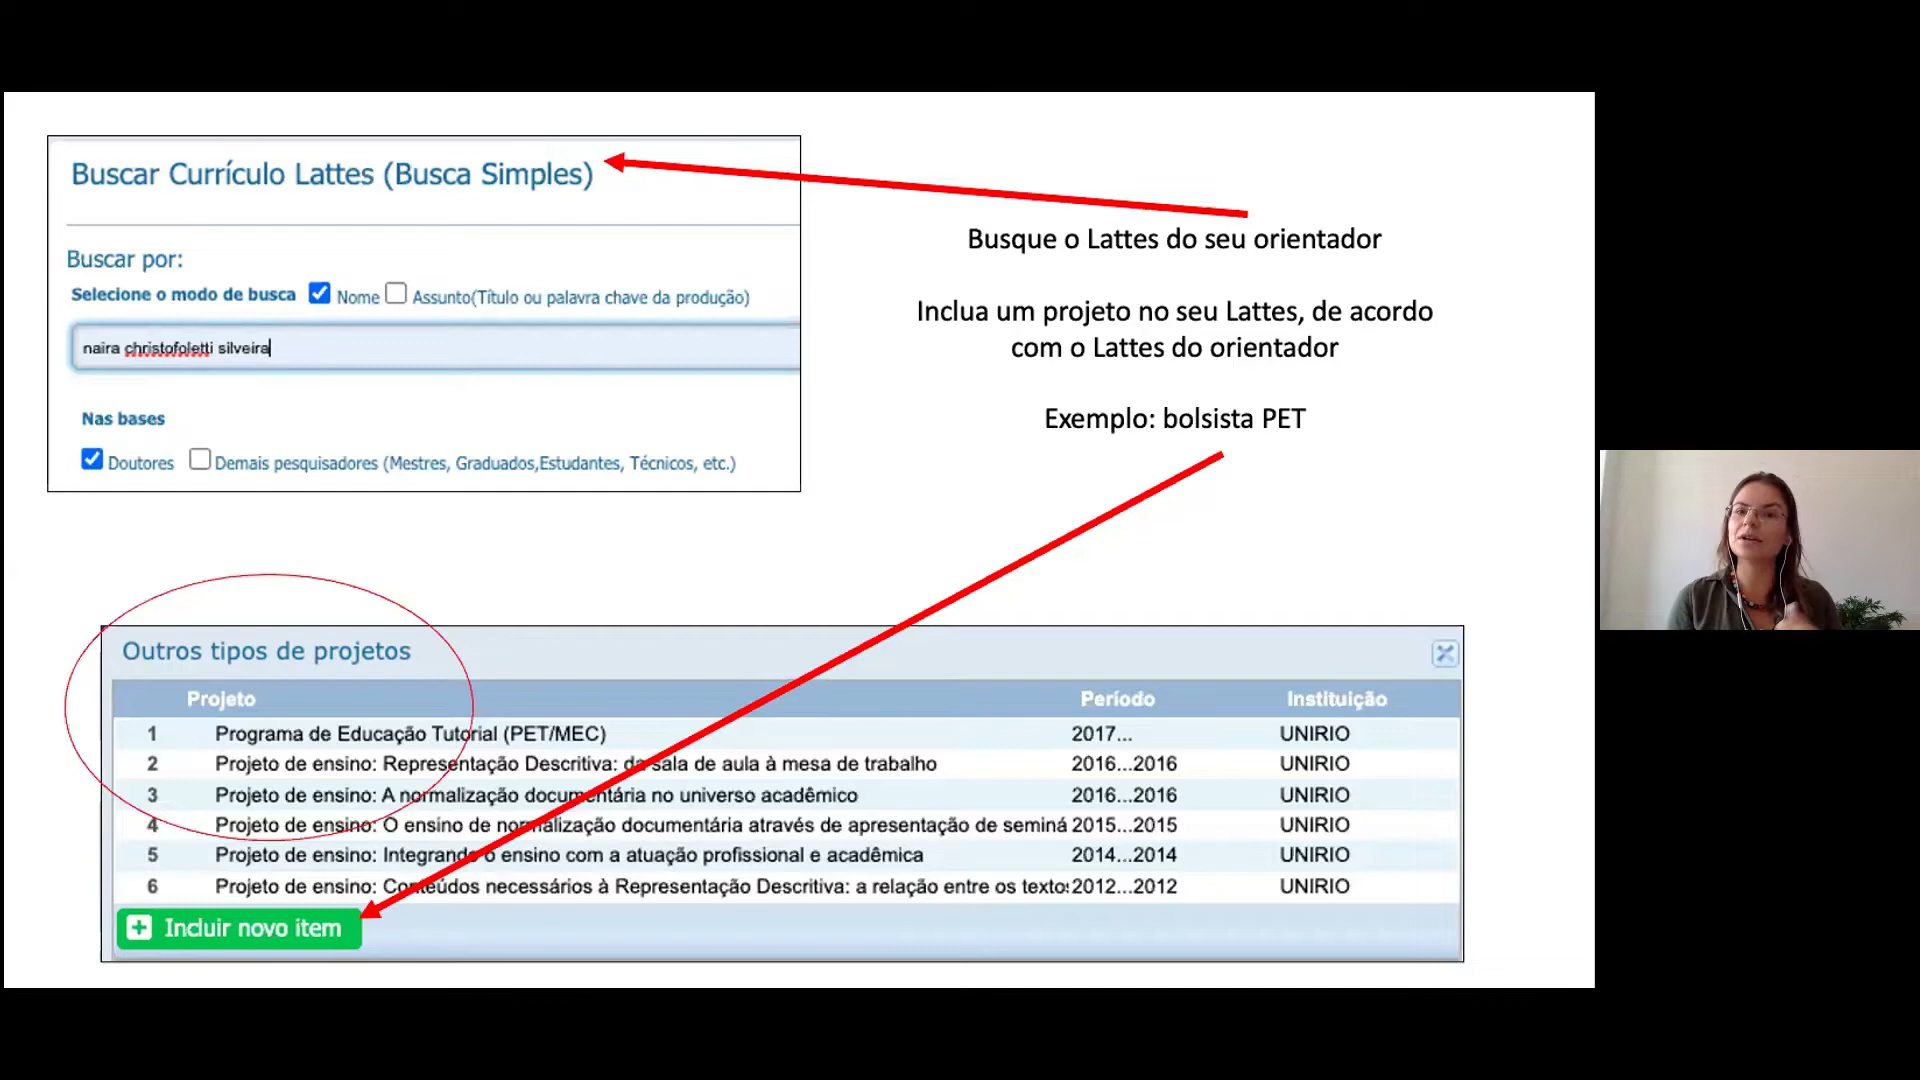 Buscar Currículo Lattes (Busca Simples)
Buscar por:
Selecione o modo de busca Nome Assunto(Título ou palavra chave da produção)
naira christofoletti silveira
Nas bases
Doutores Demais pesquisadores (Mestres, Graduados,Estudantes, Técnicos, etc.)
Busque o Lattes do seu orientador
Inclua um projeto no seu Lattes, de acordo
com o Lattes do orientador
Exemplo: bolsista PET
Outros tipos de projetos
Projeto Período Instituição
1 Programa de Educação Tutorial (PET/MEC) 2017... UNIRIO
2 Projeto de ensino: Representação Descritiva: da sala de aula à mesa de trabalho 2016...2016 UNIRIO
3 Projeto de ensino: A normalização documentária no universo acadêmico 2016...2016 UNIRIO
4 Projeto de ensino: O ensino de normalização documentária através de apresentação de seminá 2015...2015 UNIRIO
5 Projeto de ensino: Integrando o ensino com a atuação profissional e acadêmica 2014...2014 UNIRIO
6 Projeto de ensino: Conteúdos necessários à Representação Descritiva: a relação entre os textos 2012...2012 UNIRIO
Incluir novo item